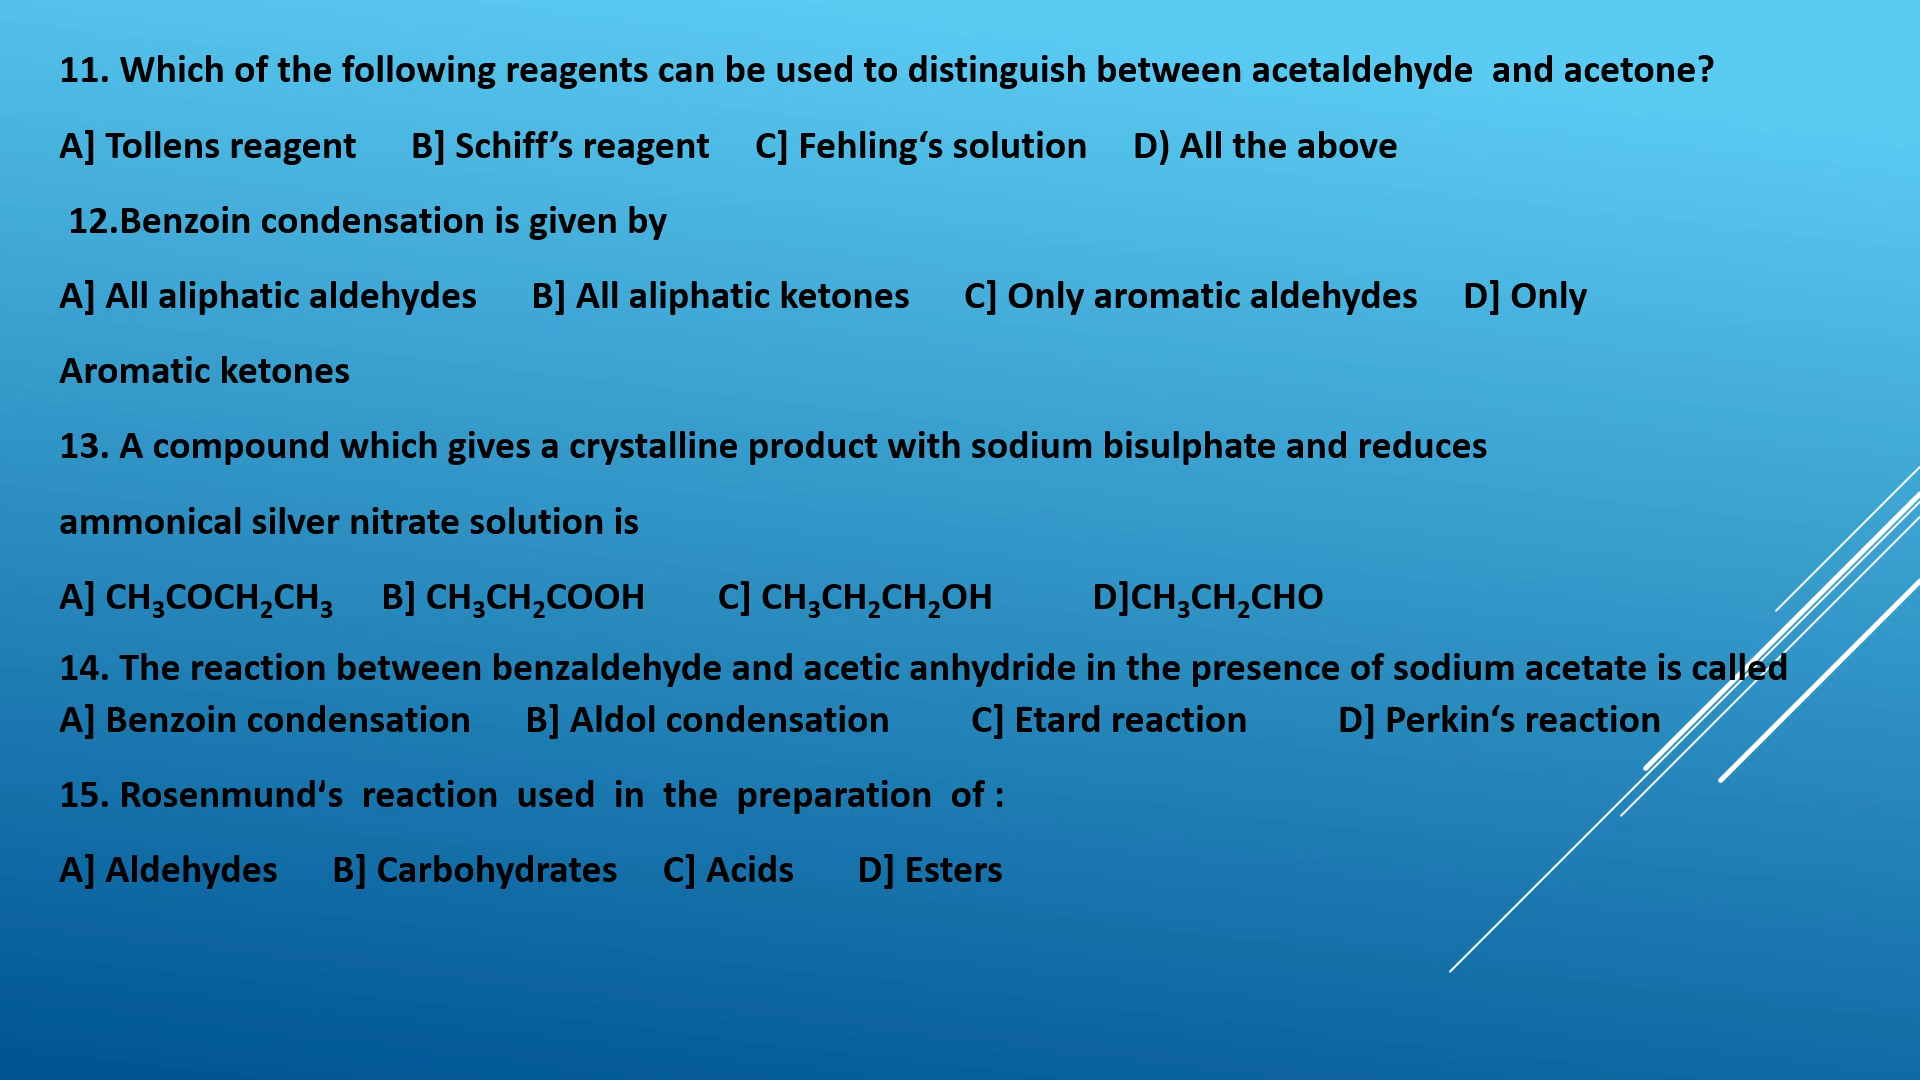 11. Which of the following reagents can be used to distinguish between acetaldehyde  and acetone?
A] Tollens reagent      B] Schiff’s reagent     C] Fehling‘s solution     D) All the above
12.Benzoin condensation is given by
A] All aliphatic aldehydes      B] All aliphatic ketones      C] Only aromatic aldehydes     D] Only
Aromatic ketones
13. A compound which gives a crystalline product with sodium bisulphate and reduces
ammonical silver nitrate solution is
A] CH₃COCH₂CH₃     B] CH₃CH₂COOH        C] CH₃CH₂CH₂OH           D]CH₃CH₂CHO
14. The reaction between benzaldehyde and acetic anhydride in the presence of sodium acetate is called
A] Benzoin condensation      B] Aldol condensation         C] Etard reaction          D] Perkin‘s reaction
15. Rosenmund‘s  reaction  used  in  the  preparation  of :
A] Aldehydes      B] Carbohydrates     C] Acids       D] Esters